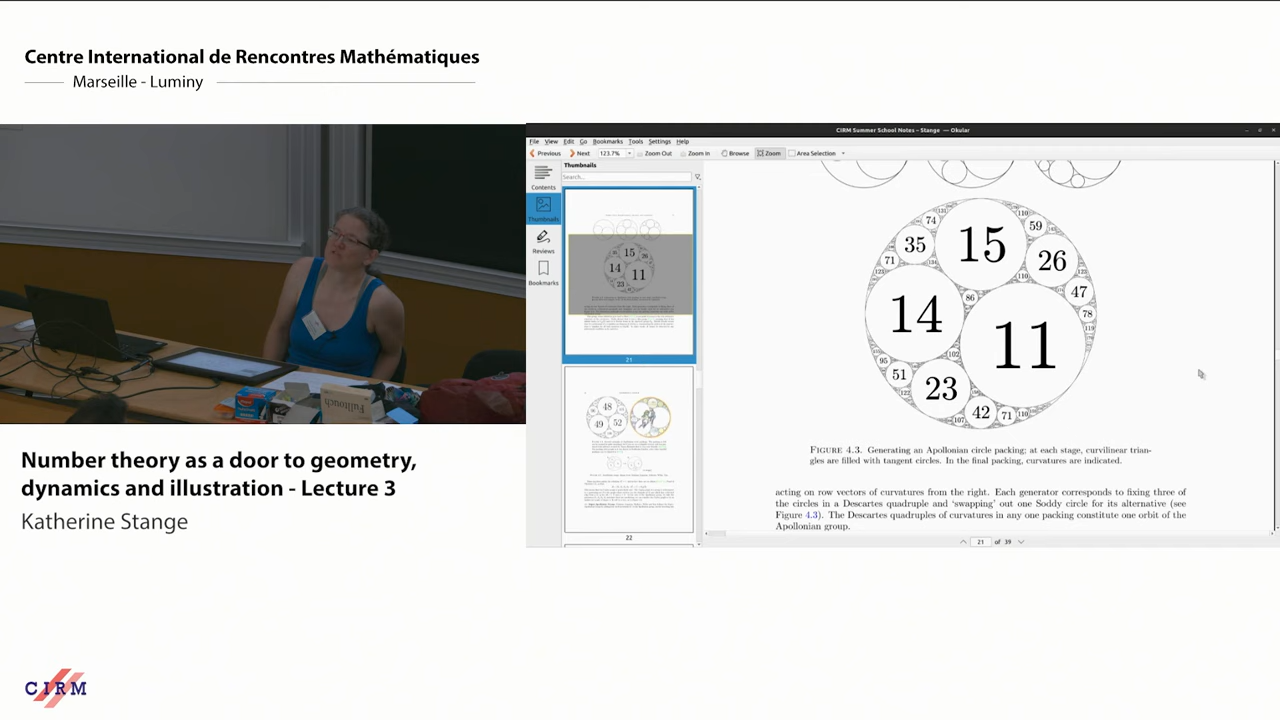 Centre International de Rencontres Mathématiques
Marseille - Luminy
CIRM Summer School Notes - Stange — Okular
File View Edit Go Bookmarks Tools Settings Help
Previous Next 123.7% Zoom Out Zoom In Browse Zoom Area Selection
Thumbnails
Search...
Contents
Thumbnails
Reviews
Bookmarks
21
22
15
14
11
26
35
23
74
59
71
47
86
78
51
95
42
71
102
110
110
110
107
FIGURE 4.3. Generating an Apollonian circle packing; at each stage, curvilinear trian-
gles are filled with tangent circles. In the final packing, curvatures are indicated.
acting on row vectors of curvatures from the right. Each generator corresponds to fixing three of
the circles in a Descartes quadruple and ‘swapping’ out one Soddy circle for its alternative (see
Figure 4.3). The Descartes quadruples of curvatures in any one packing constitute one orbit of the
Apollonian group.
21 of 39
Fulltouch
Number theory as a door to geometry,
dynamics and illustration - Lecture 3
Katherine Stange
CIRM